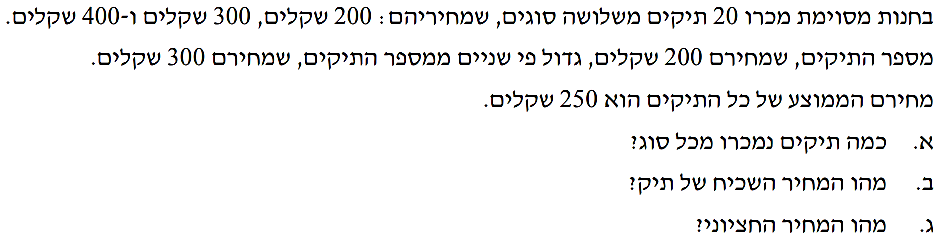 בחנות מסוימת מכרו 20 תיקים משלושה סוגים, שמחיריהם: 200 שקלים, 300 שקלים ו-400 שקלים.
מספר התיקים, שמחירם 200 שקלים, גדול פי שניים ממספר התיקים, שמחירם 300 שקלים.
מחירם הממוצע של כל התיקים הוא 250 שקלים.
א. כמה תיקים נמכרו מכל סוג?
ב. מהו המחיר השכיח של תיק?
ג. מהו המחיר החציוני?